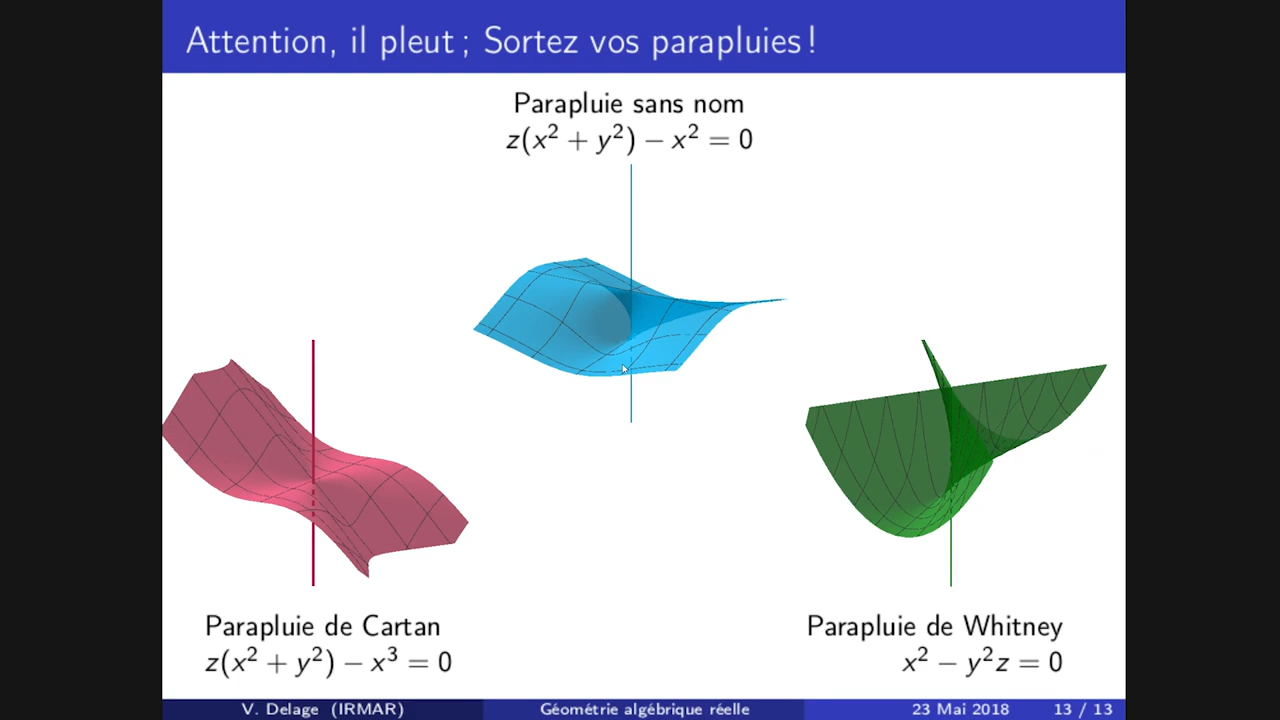 Attention, il pleut ; Sortez vos parapluies !
Parapluie sans nom
z(x² + y²) − x² = 0
Parapluie de Cartan
z(x² + y²) − x³ = 0
Parapluie de Whitney
x² − y²z = 0
V. Delage (IRMAR) Géométrie algébrique réelle 23 Mai 2018 13 / 13